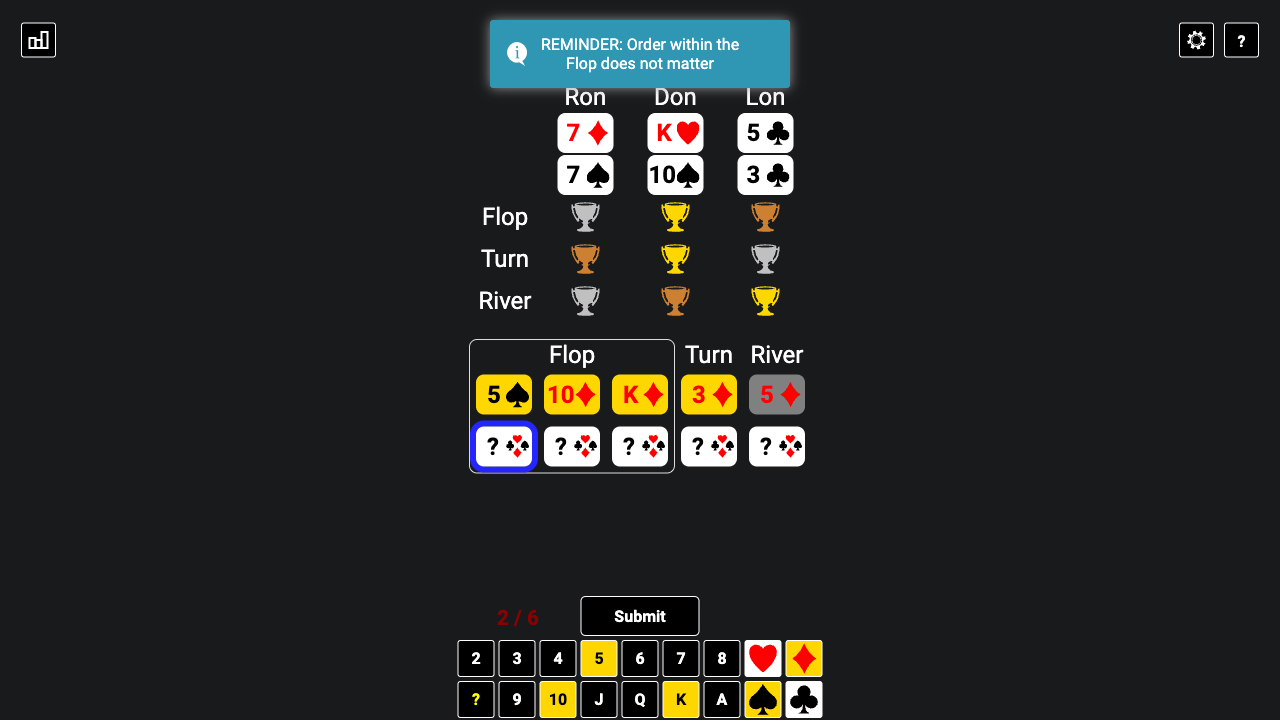 REMINDER: Order within the
Flop does not matter
?
Ron Don Lon
7 K 5
7 10 3
Flop
Turn
River
Flop Turn River
5 10 K 3 5
? ? ? ? ?
2 / 6 Submit
2 3 4 5 6 7 8
? 9 10 J Q K A